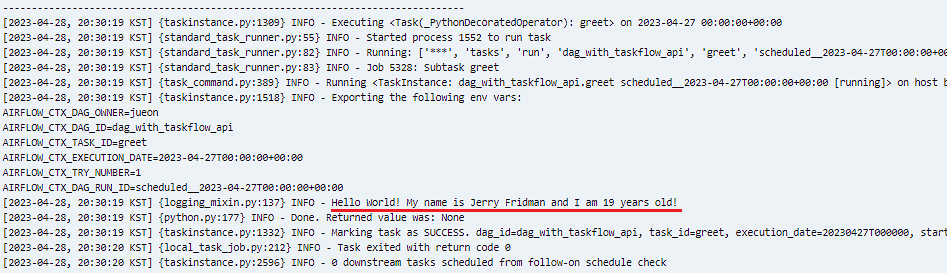 --------------------------------------------------------------------------------
[2023-04-28, 20:30:19 KST] {taskinstance.py:1309} INFO - Executing <Task(_PythonDecoratedOperator): greet> on 2023-04-27 00:00:00+00:00
[2023-04-28, 20:30:19 KST] {standard_task_runner.py:55} INFO - Started process 1552 to run task
[2023-04-28, 20:30:19 KST] {standard_task_runner.py:82} INFO - Running: ['***', 'tasks', 'run', 'dag_with_taskflow_api', 'greet', 'scheduled__2023-04-27T00:00:00+00:00
[2023-04-28, 20:30:19 KST] {standard_task_runner.py:83} INFO - Job 5328: Subtask greet
[2023-04-28, 20:30:19 KST] {task_command.py:389} INFO - Running <TaskInstance: dag_with_taskflow_api.greet scheduled__2023-04-27T00:00:00+00:00 [running]> on host
[2023-04-28, 20:30:19 KST] {taskinstance.py:1518} INFO - Exporting the following env vars:
AIRFLOW_CTX_DAG_OWNER=jueon
AIRFLOW_CTX_DAG_ID=dag_with_taskflow_api
AIRFLOW_CTX_TASK_ID=greet
AIRFLOW_CTX_EXECUTION_DATE=2023-04-27T00:00:00+00:00
AIRFLOW_CTX_TRY_NUMBER=1
AIRFLOW_CTX_DAG_RUN_ID=scheduled__2023-04-27T00:00:00+00:00
[2023-04-28, 20:30:19 KST] {logging_mixin.py:137} INFO - Hello World! My name is Jerry Fridman and I am 19 years old!
[2023-04-28, 20:30:19 KST] {python.py:177} INFO - Done. Returned value was: None
[2023-04-28, 20:30:19 KST] {taskinstance.py:1332} INFO - Marking task as SUCCESS. dag_id=dag_with_taskflow_api, task_id=greet, execution_date=20230427T000000, start
[2023-04-28, 20:30:20 KST] {local_task_job.py:212} INFO - Task exited with return code 0
[2023-04-28, 20:30:20 KST] {taskinstance.py:2596} INFO - 0 downstream tasks scheduled from follow-on schedule check